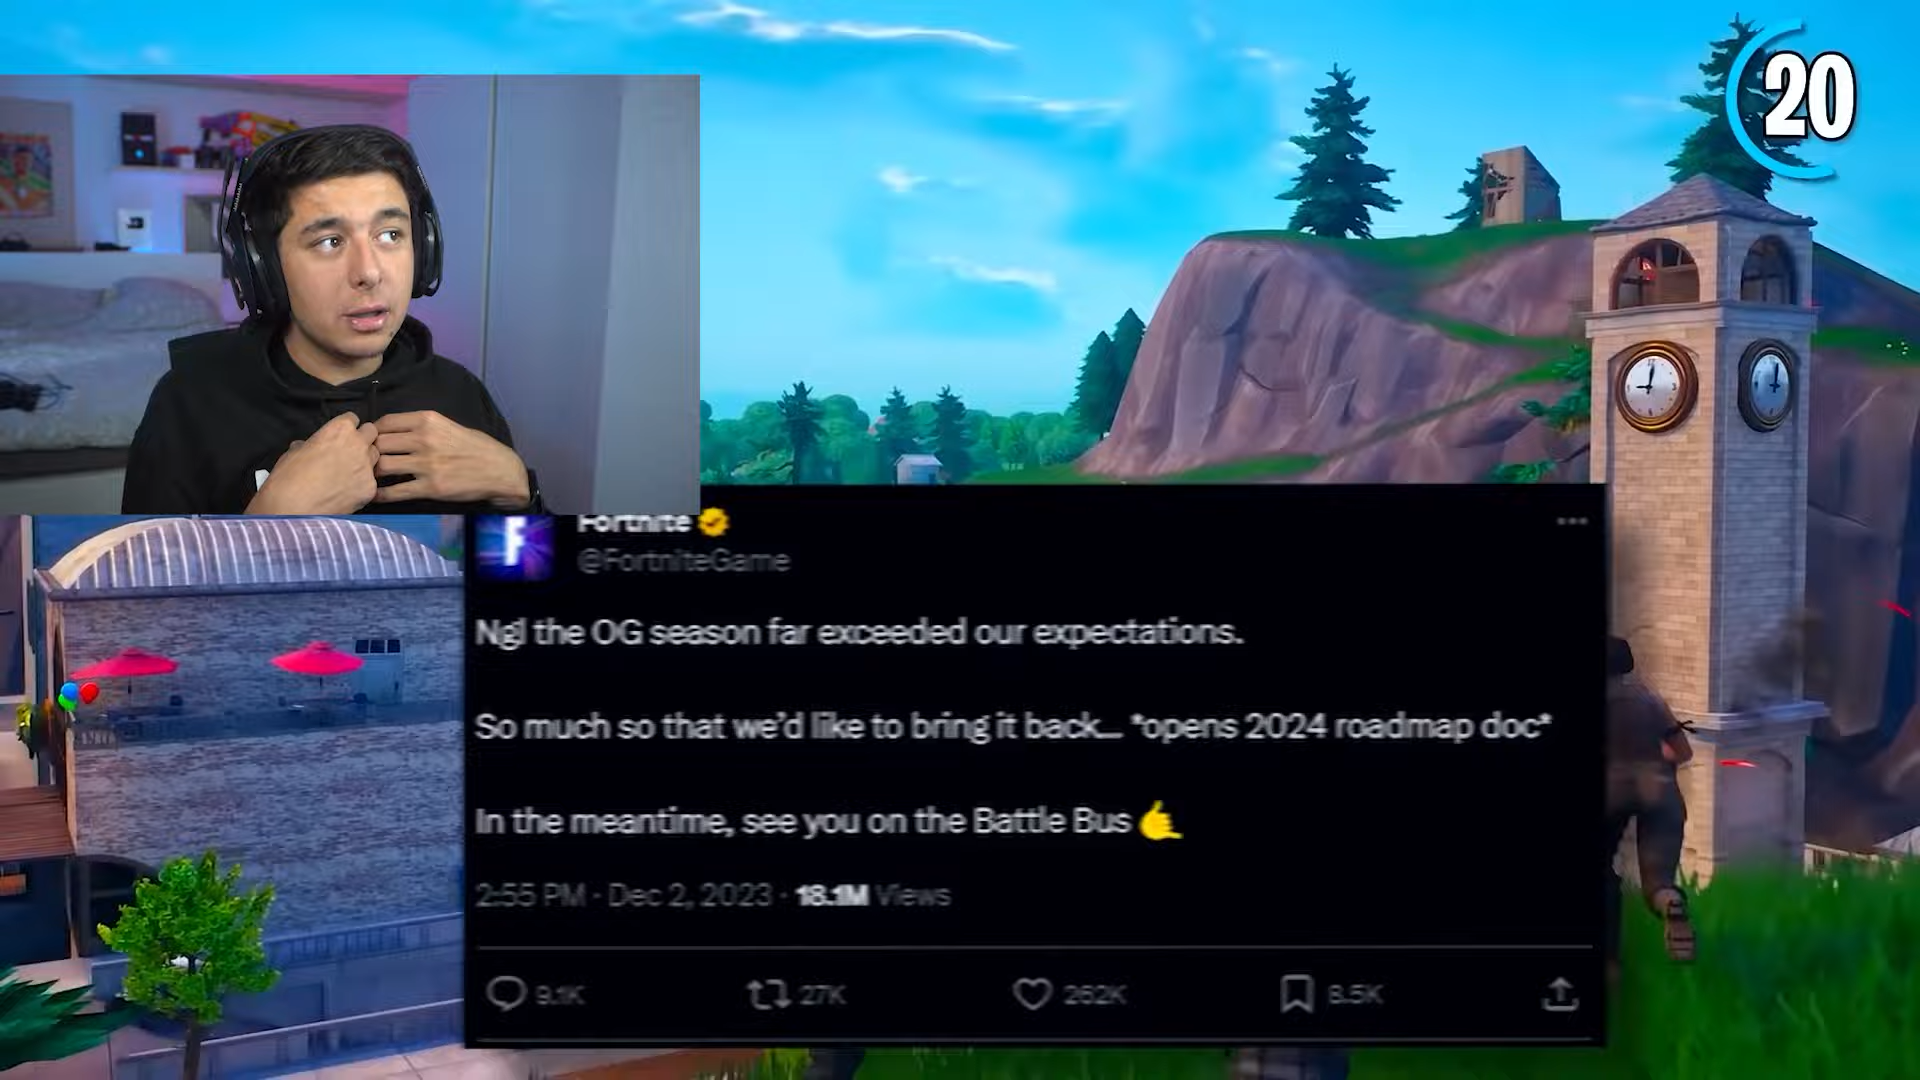 20
Fortnite
@FortniteGame
Ngl the OG season far exceeded our expectations.
So much so that we'd like to bring it back... *opens 2024 roadmap doc*
In the meantime, see you on the Battle Bus 🤙
2:55 PM · Dec 2, 2023 · 18.1M Views
9.1K 27K 262K 8.5K